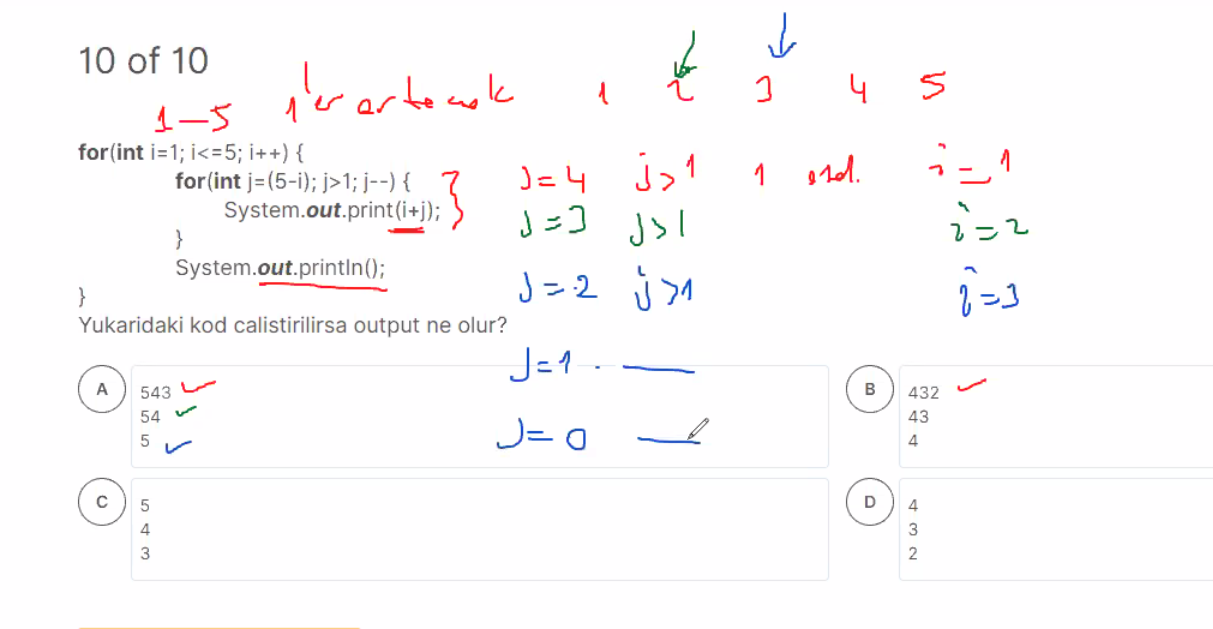 10 of 10
1 2 3 4 5
1-5 1'er artarak
for(int i=1; i<=5; i++) {
for(int j=(5-i); j>1; j--) {
System.out.print(i+j);
}
System.out.println();
}
J=4 j>1 1 i=1
J=3 J>1 i=2
J=2 j>1 i=3
J=1
J=0
Yukaridaki kod calistirilirsa output ne olur?
A
543
54
5
B
432
43
4
C
5
4
3
D
4
3
2